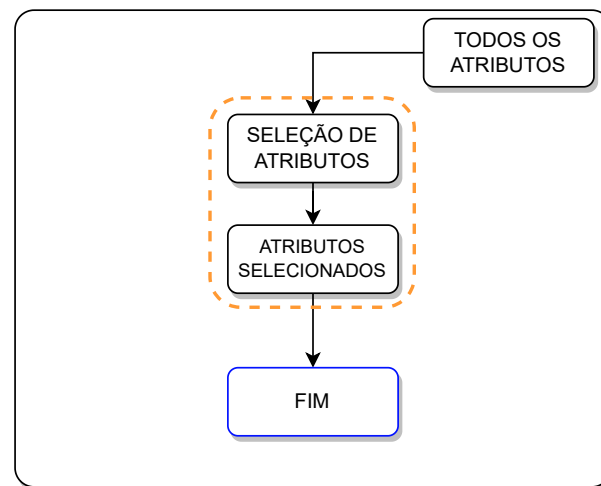 TODOS OS
ATRIBUTOS
SELEÇÃO DE
ATRIBUTOS
ATRIBUTOS
SELECIONADOS
FIM